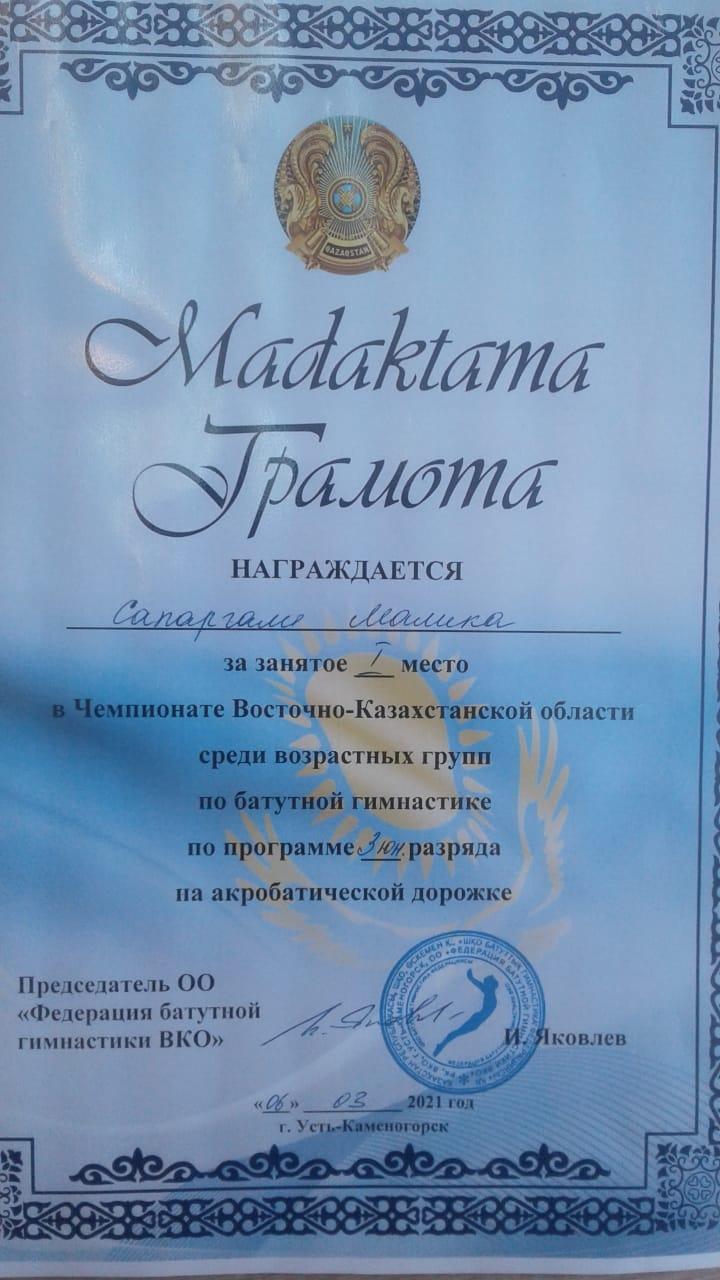 QAZAQSTAN
Madaktama
Грамота
НАГРАЖДАЕТСЯ
Сапаргали Малика
за занятое I место
в Чемпионате Восточно-Казахстанской области
среди возрастных групп
по батутной гимнастике
по программе 3 юн. разряда
на акробатической дорожке
Председатель ОО
«Федерация батутной
гимнастики ВКО»
И. Яковлев
«06» 03 2021 год
г. Усть-Каменогорск